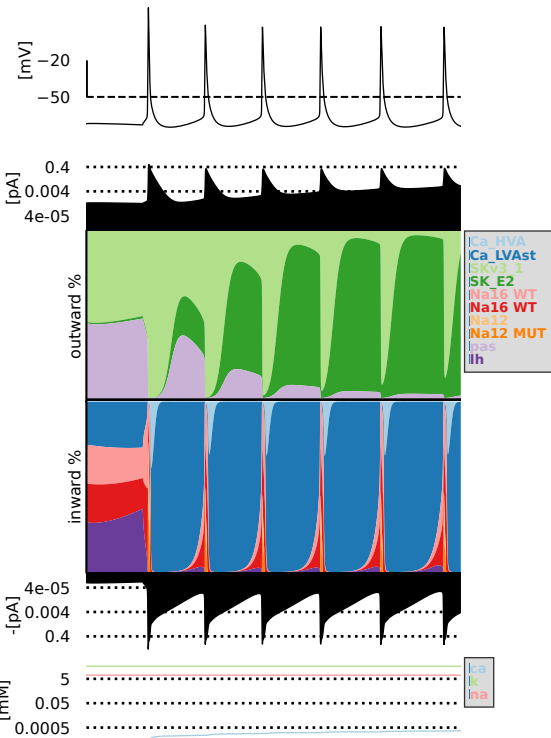 [mV]
−20
−50
[pA]
0.4
0.004
4e-05
outward %
Ca_HVA
Ca_LVAst
SKv3_1
SK_E2
Na16 WT
Na16 WT
Na12
Na12 MUT
pas
Ih
inward %
-[pA]
4e-05
0.004
0.4
[mM]
5
0.05
0.0005
ca
k
na